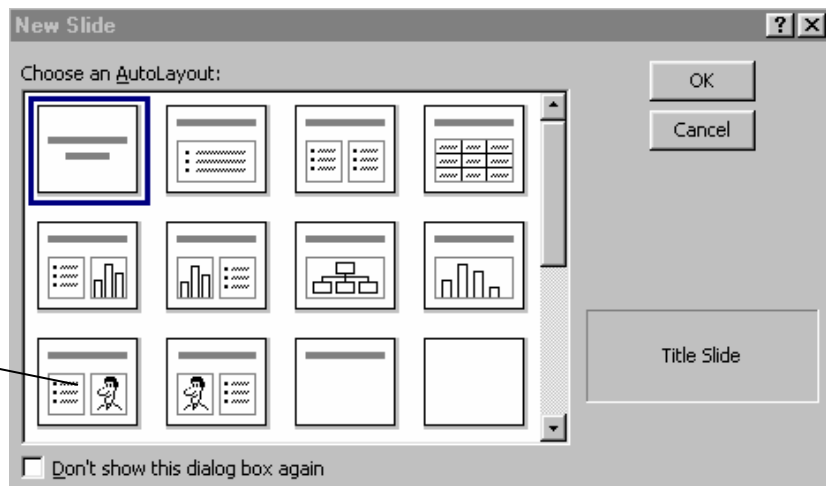 New Slide
Choose an AutoLayout:
OK
Cancel
Title Slide
Don't show this dialog box again